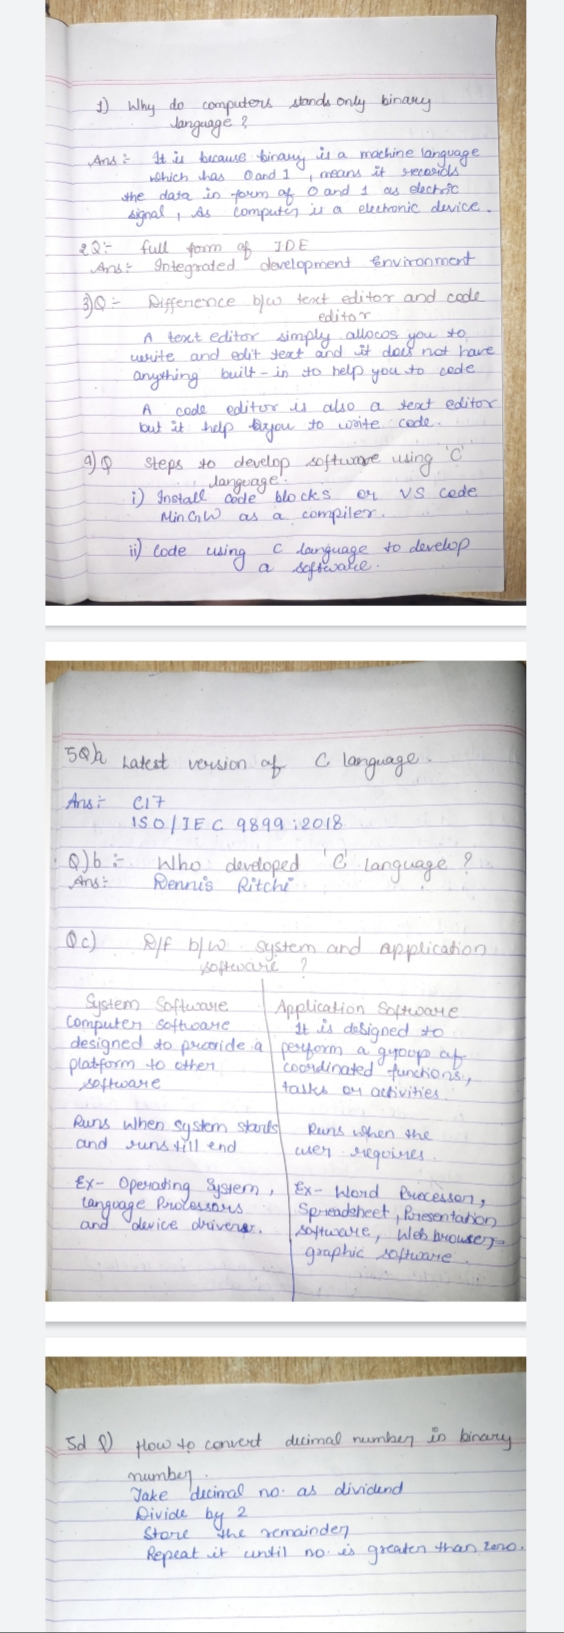 1) Why do computers stands only binary
language ?
Ans :- It is because binary is a machine language
which has 0 and 1 , means it records
the data in form of 0 and 1 as electric
signal , As computer is a electronic device .
2Q :- full form of IDE
Ans :- Integrated development Environment
3)Q :- Difference b/w text editor and code
editor
A text editor simply allows you to
write and edit text and it does not have
anything built-in to help you to code
A code editor is also a text editor
but it help you to write code.
4)Q Steps to develop software using 'C'
language.
i) Install code blocks or VS code
MinGW as a compiler.
ii) Code using C language to develop
a software.
5Q)a Latest version of C language.
Ans :- C17
ISO/IEC 9899:2018
Q)b :- Who developed 'C' language ?
Ans :- Dennis Ritchi
Q c) D/f b/w system and application
software ?
System Software
Computer software
designed to provide a
platform to other
software
Runs when system starts
and runs till end
Ex- Operating System,
language Processors
and device drivers.
Application Software
It is designed to
perform a group of
coordinated functions,
tasks or activities
Runs when the
user requires.
Ex- Word Processor,
Spreadsheet, Presentation
software, Web browser,
graphic software.
5d Q) How to convert decimal number in binary
number.
Take decimal no. as dividend
Divide by 2
Store the remainder
Repeat it until no. is greater than zero.